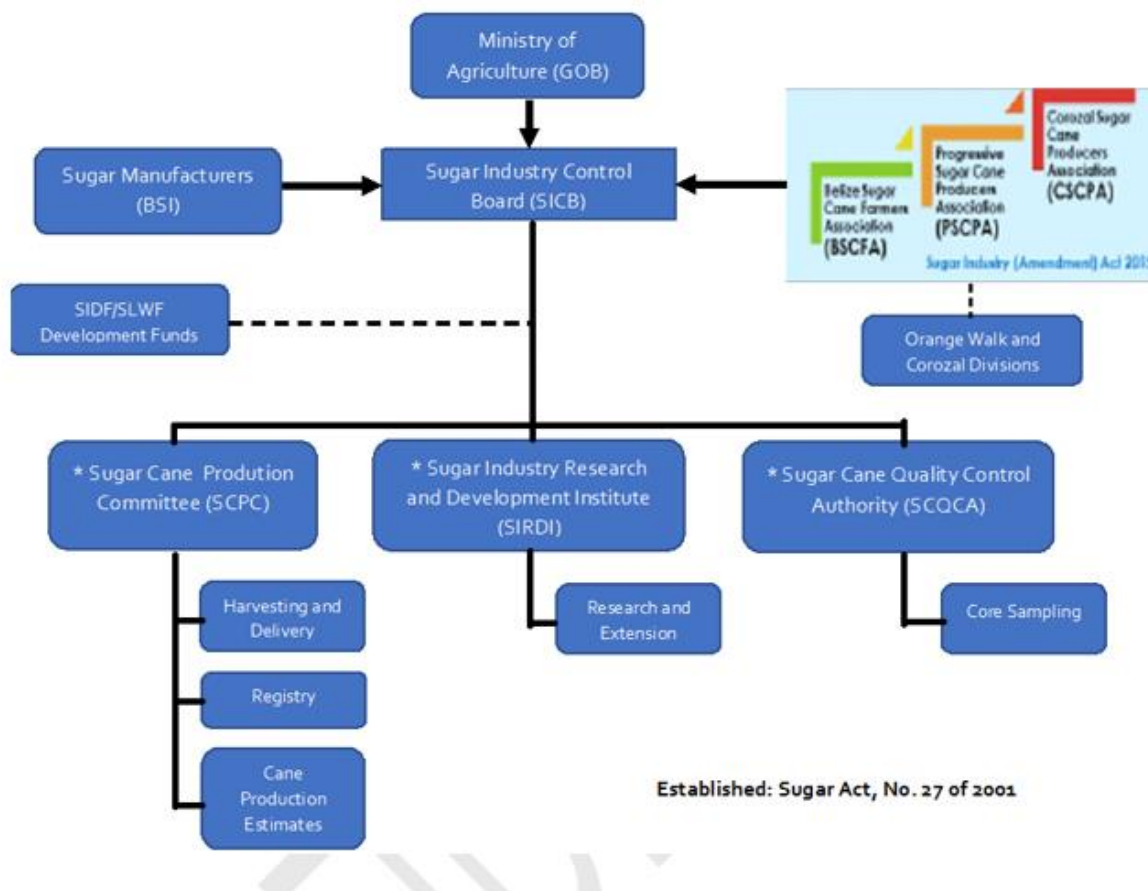 Ministry of
Agriculture (GOB)
Sugar Manufacturers
(BSI)
Sugar Industry Control
Board (SICB)
Belize Sugar
Cane Farmers
Association
(BSCFA)
Progressive
Sugar Cane
Producers
Association
(PSCPA)
Corozal Sugar
Cane
Producers
Association
(CSCPA)
Sugar Industry (Amendment) Act
SIDF/SLWF
Development Funds
Orange Walk and
Corozal Divisions
* Sugar Cane Prodution
Committee (SCPC)
* Sugar Industry Research
and Development Institute
(SIRDI)
* Sugar Cane Quality Control
Authority (SCQCA)
Harvesting and
Delivery
Registry
Cane
Production
Estimates
Research and
Extension
Core Sampling
Established: Sugar Act, No. 27 of 2001